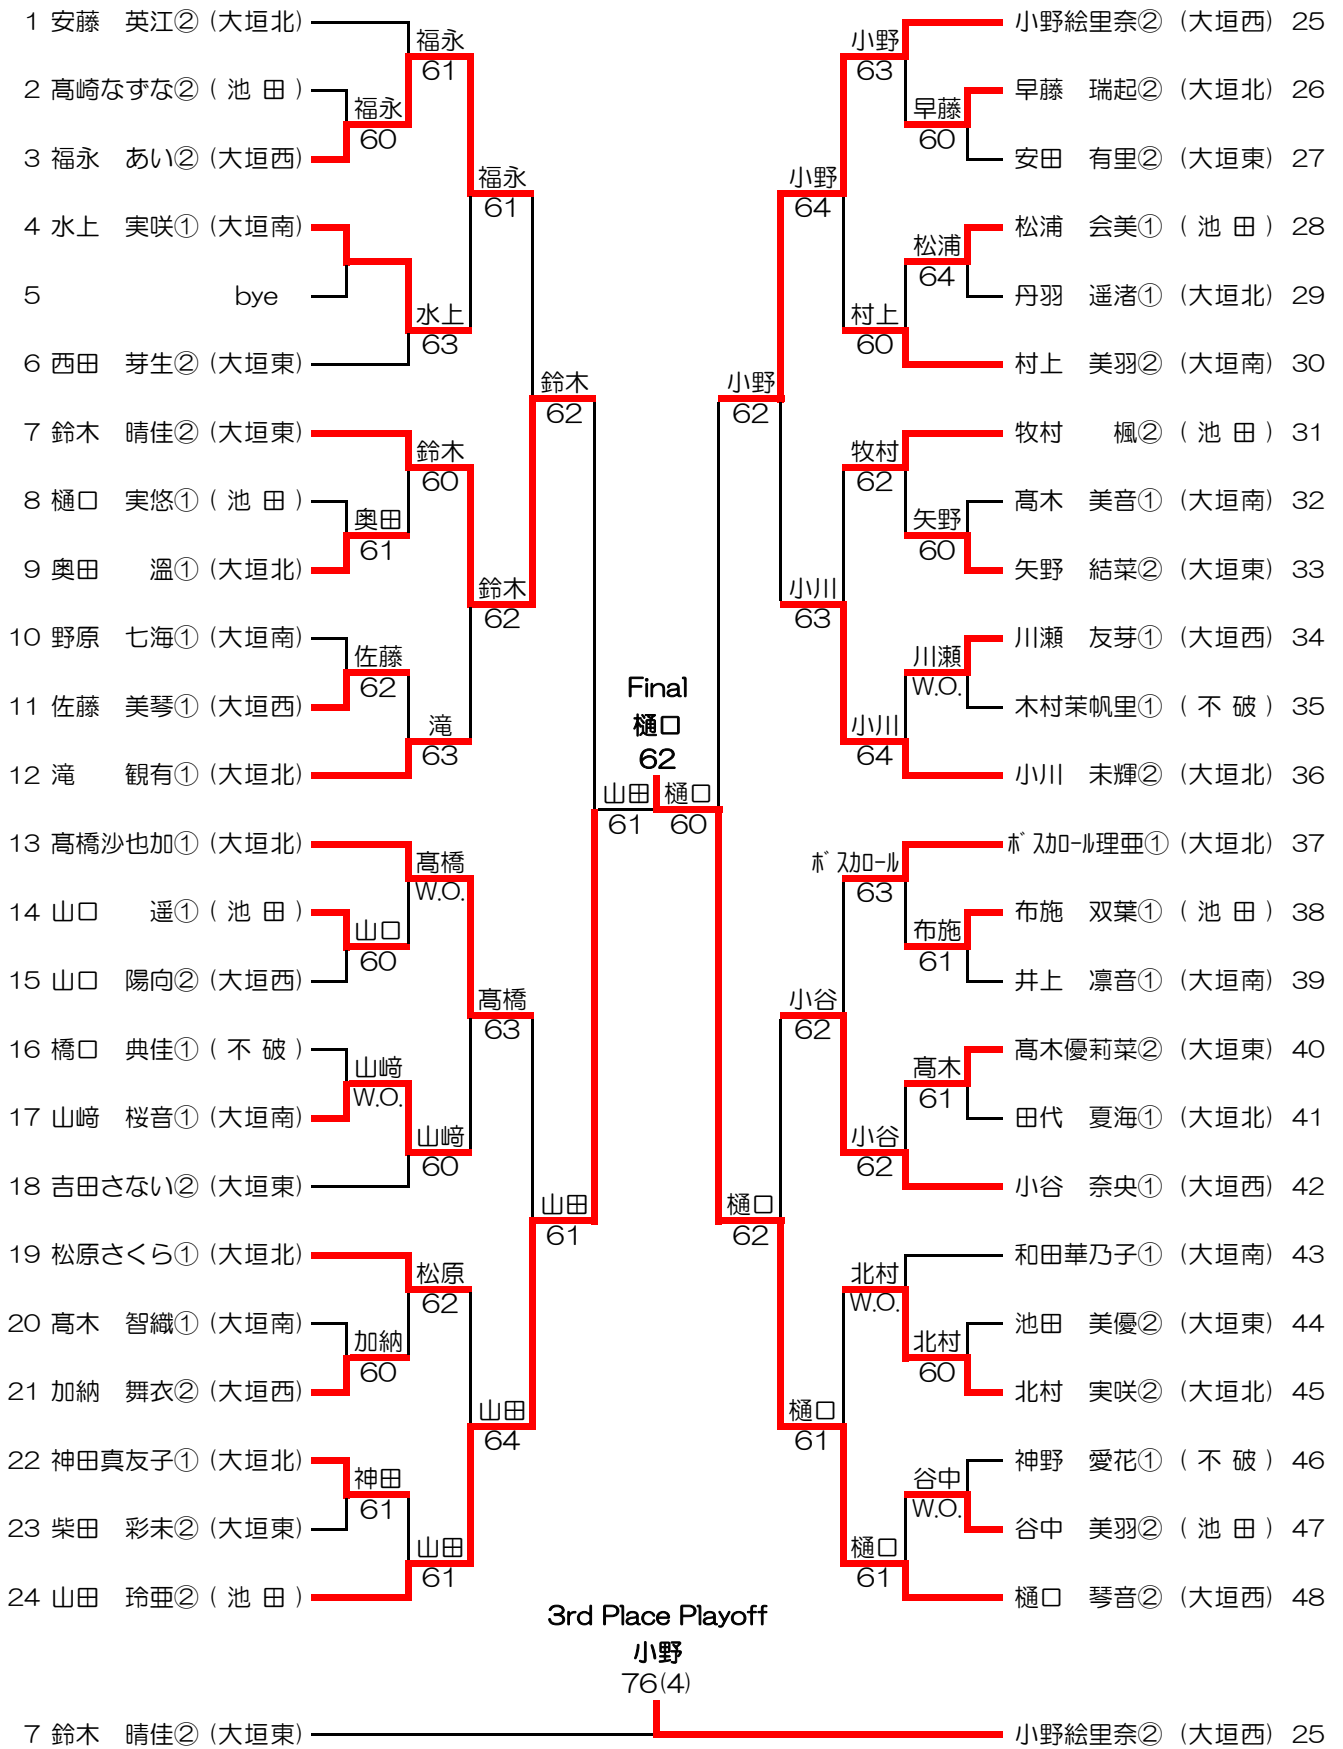 1 安藤　英江② (大垣北)
2 髙崎なずな② ( 池 田 )
3 福永　あい② (大垣西)
4 水上　実咲① (大垣南)
5 bye
6 西田　芽生② (大垣東)
7 鈴木　晴佳② (大垣東)
8 樋口　実悠① ( 池 田 )
9 奥田　　溫① (大垣北)
10 野原　七海① (大垣南)
11 佐藤　美琴① (大垣西)
12 滝　　観有① (大垣北)
13 髙橋沙也加① (大垣北)
14 山口　　遥① ( 池 田 )
15 山口　陽向② (大垣西)
16 橋口　典佳① ( 不 破 )
17 山﨑　桜音① (大垣南)
18 吉田さない② (大垣東)
19 松原さくら① (大垣北)
20 髙木　智織① (大垣南)
21 加納　舞衣② (大垣西)
22 神田真友子① (大垣北)
23 柴田　彩未② (大垣東)
24 山田　玲亜② ( 池 田 )
福永
60
奥田
61
佐藤
62
山口
60
山﨑
W.O.
加納
60
神田
61
福永
61
水上
63
鈴木
60
滝
63
髙橋
W.O.
山﨑
60
松原
62
山田
61
福永
61
鈴木
62
髙橋
63
山田
64
鈴木
62
山田
61
山田
61
Final
樋口
62
樋口
60
小野
62
樋口
62
小野
64
小川
63
小谷
62
樋口
61
小野
63
村上
60
牧村
62
小川
64
ﾎﾞｽｶﾛｰﾙ
63
小谷
62
北村
W.O.
樋口
61
早藤
60
松浦
64
矢野
60
川瀬
W.O.
布施
61
髙木
61
北村
60
谷中
W.O.
小野絵里奈② (大垣西) 25
早藤　瑞起② (大垣北) 26
安田　有里② (大垣東) 27
松浦　会美① ( 池 田 ) 28
丹羽　遥渚① (大垣北) 29
村上　美羽② (大垣南) 30
牧村　　楓② ( 池 田 ) 31
髙木　美音① (大垣南) 32
矢野　結菜② (大垣東) 33
川瀬　友芽① (大垣西) 34
木村茉帆里① ( 不 破 ) 35
小川　未輝② (大垣北) 36
ﾎﾞｽｶﾛｰﾙ理亜① (大垣北) 37
布施　双葉① ( 池 田 ) 38
井上　凛音① (大垣南) 39
髙木優莉菜② (大垣東) 40
田代　夏海① (大垣北) 41
小谷　奈央① (大垣西) 42
和田華乃子① (大垣南) 43
池田　美優② (大垣東) 44
北村　実咲② (大垣北) 45
神野　愛花① ( 不 破 ) 46
谷中　美羽② ( 池 田 ) 47
樋口　琴音② (大垣西) 48
3rd Place Playoff
小野
76(4)
7 鈴木　晴佳② (大垣東)
小野絵里奈② (大垣西) 25